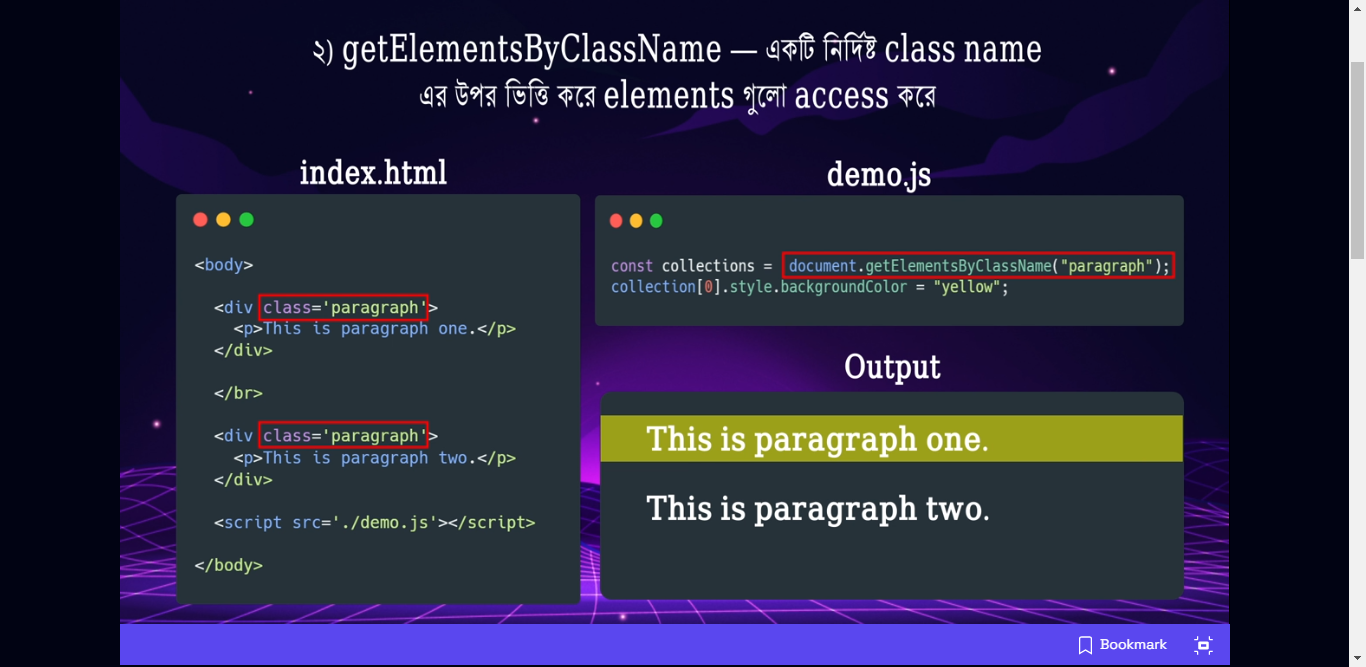 ২) getElementsByClassName — একটি নির্দিষ্ট class name
এর উপর ভিত্তি করে elements গুলো access করে
index.html
<body>
<div class='paragraph'>
<p>This is paragraph one.</p>
</div>
</br>
<div class='paragraph'>
<p>This is paragraph two.</p>
</div>
<script src='./demo.js'></script>
</body>
demo.js
const collections = document.getElementsByClassName("paragraph");
collection[0].style.backgroundColor = "yellow";
Output
This is paragraph one.
This is paragraph two.
Bookmark